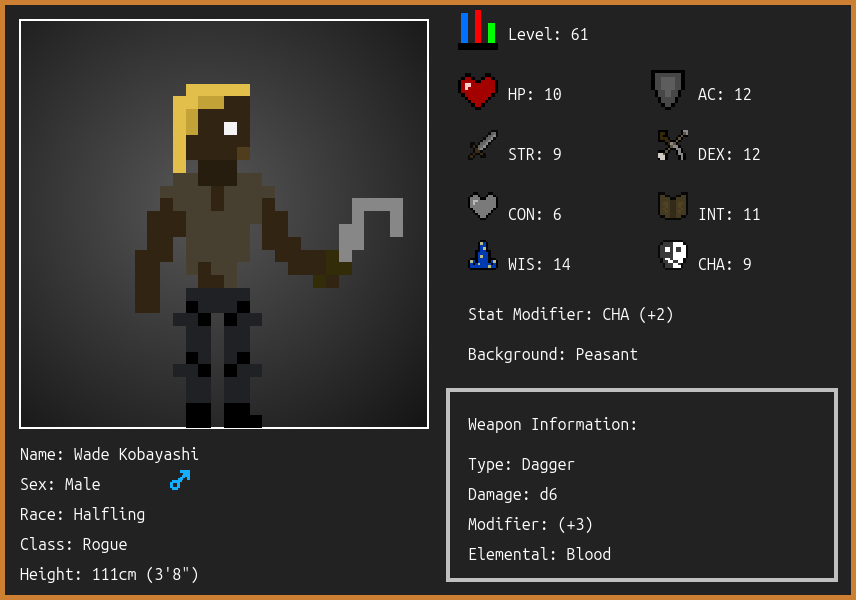 Level: 61
HP: 10
AC: 12
STR: 9
DEX: 12
CON: 6
INT: 11
WIS: 14
CHA: 9
Stat Modifier: CHA (+2)
Background: Peasant
Weapon Information:
Type: Dagger
Damage: d6
Modifier: (+3)
Elemental: Blood
Name: Wade Kobayashi
Sex: Male
Race: Halfling
Class: Rogue
Height: 111cm (3'8")